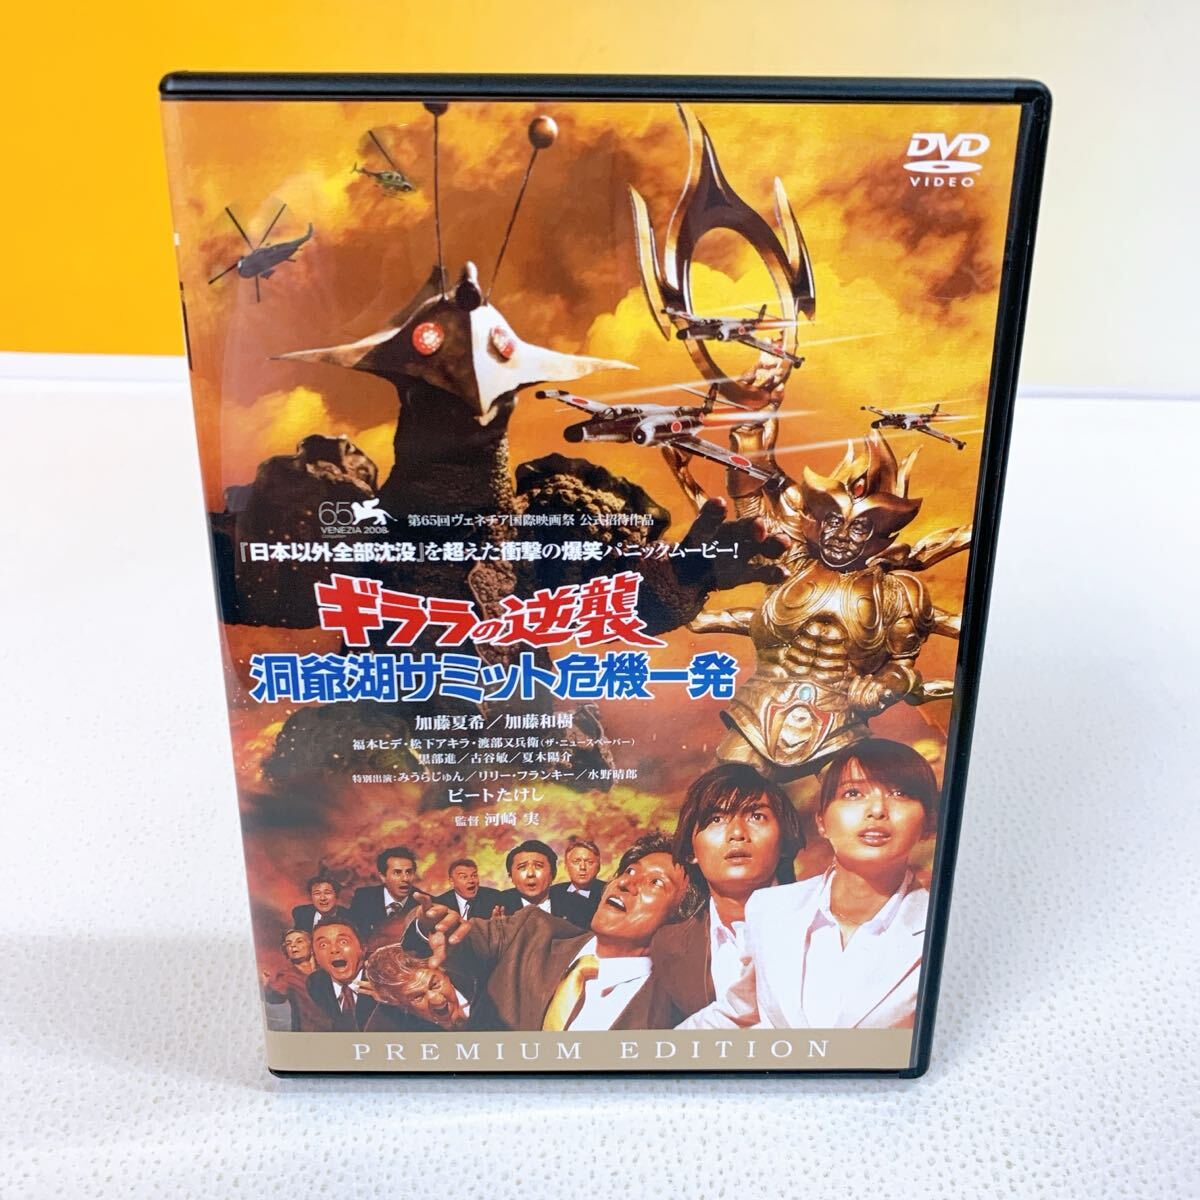 DVD
VIDEO
65
VENEZIA 2008
第65回ヴェネチア国際映画祭 公式招待作品
『日本以外全部沈没』を超えた衝撃の爆笑パニックムービー!
ギララの逆襲
洞爺湖サミット危機一発
加藤夏希/加藤和樹
福本ヒデ・松下アキラ・渡部又兵衛(ザ・ニュースペーパー)
黒部進/古谷敏/夏木陽介
特別出演:みうらじゅん/リリー・フランキー/水野晴郎
ビートたけし
監督 河崎 実
PREMIUM EDITION